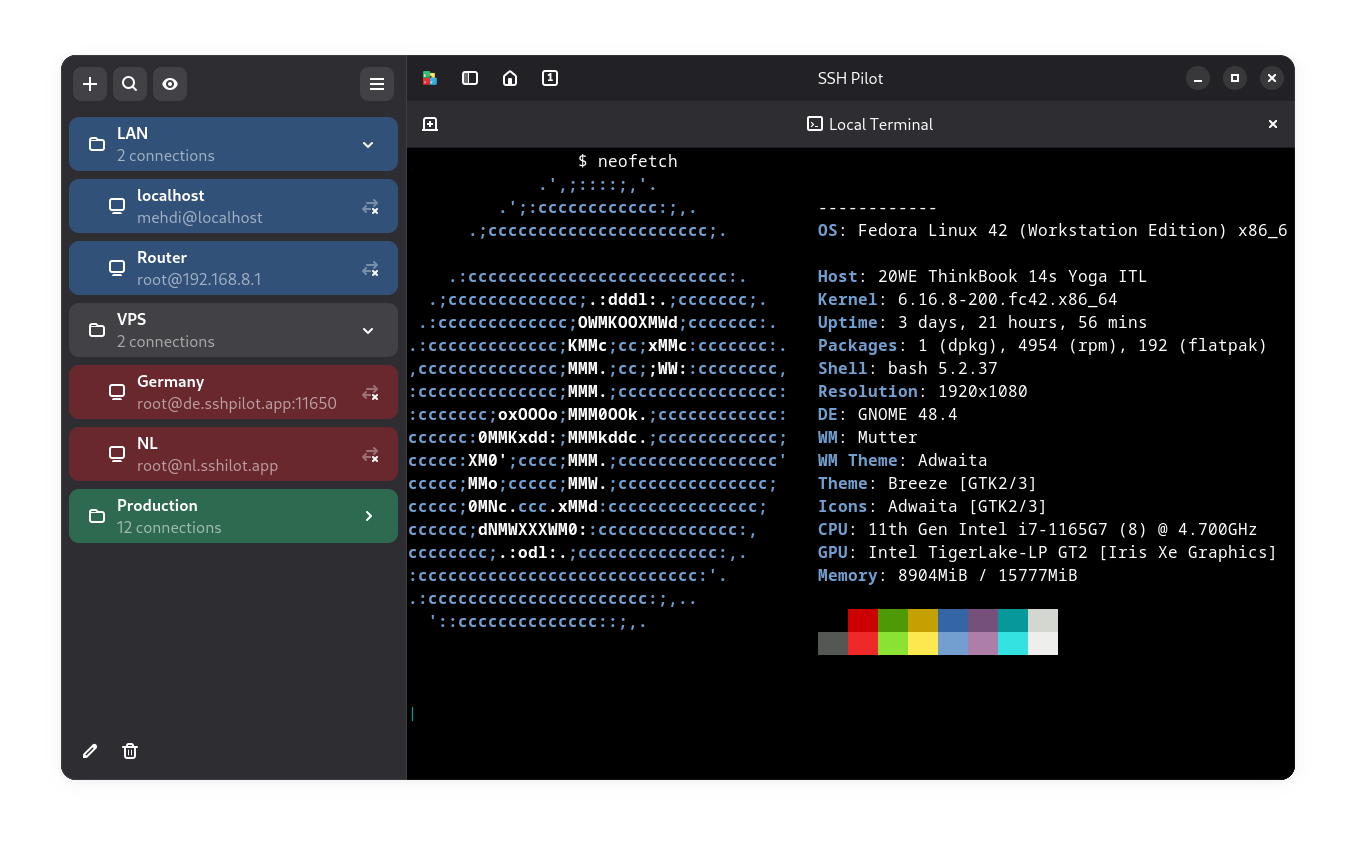 1
SSH Pilot
LAN
2 connections
localhost
mehdi@localhost
Router
root@192.168.8.1
VPS
2 connections
Germany
root@de.sshpilot.app:11650
NL
root@nl.sshilot.app
Production
12 connections
Local Terminal
$ neofetch
.',;::::;,'.
.';:cccccccccccc:;,. ------------
.;cccccccccccccccccccccc;. OS: Fedora Linux 42 (Workstation Edition) x86_6
.:cccccccccccccccccccccccccc:. Host: 20WE ThinkBook 14s Yoga ITL
.;ccccccccccccc;.:dddl:.;ccccccc;. Kernel: 6.16.8-200.fc42.x86_64
.:ccccccccccccc;OWMKOOXMWd;ccccccc:. Uptime: 3 days, 21 hours, 56 mins
.:ccccccccccccc;KMMc;cc;xMMc:ccccccc:. Packages: 1 (dpkg), 4954 (rpm), 192 (flatpak)
,cccccccccccccc;MMM.;cc;;WW::cccccccc, Shell: bash 5.2.37
:cccccccccccccc;MMM.;cccccccccccccccc: Resolution: 1920x1080
:ccccccc;oxOOOo;MMM0OOk.;cccccccccccc: DE: GNOME 48.4
cccccc:0MMKxdd:;MMMkddc.;cccccccccccc; WM: Mutter
ccccc:XM0';cccc;MMM.;cccccccccccccccc' WM Theme: Adwaita
ccccc;MMo;ccccc;MMW.;ccccccccccccccc; Theme: Breeze [GTK2/3]
ccccc;0MNc.ccc.xMMd:ccccccccccccccc; Icons: Adwaita [GTK2/3]
cccccc;dNMWXXXWM0::cccccccccccccc:, CPU: 11th Gen Intel i7-1165G7 (8) @ 4.700GHz
cccccccc;.:odl:.;cccccccccccccc:,. GPU: Intel TigerLake-LP GT2 [Iris Xe Graphics]
:cccccccccccccccccccccccccccc:'. Memory: 8904MiB / 15777MiB
.:cccccccccccccccccccccc:;,..
'::cccccccccccccc::;,.